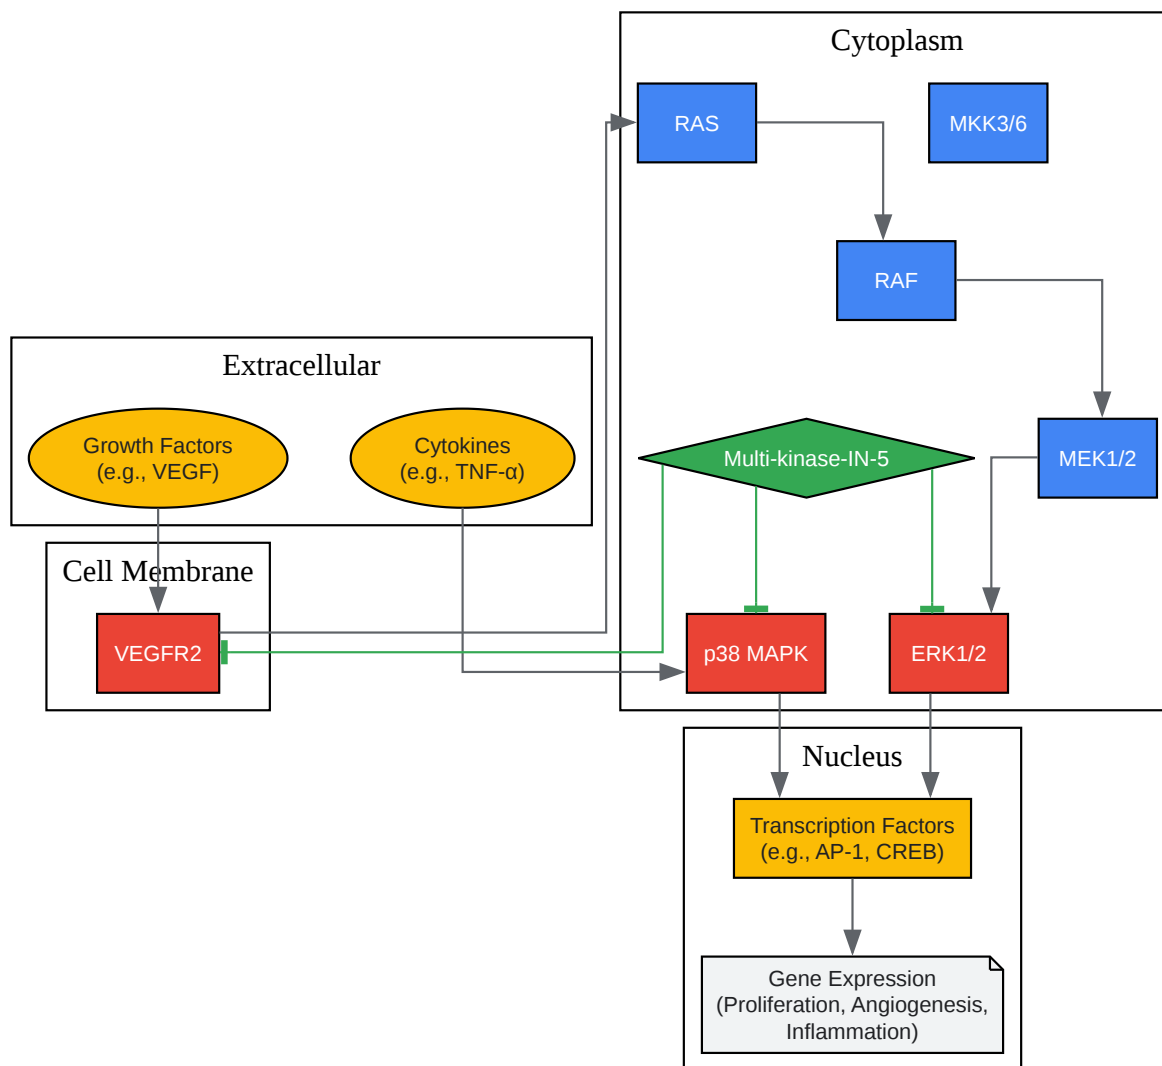 Cytoplasm
RAS
MKK3/6
RAF
Extracellular
Growth Factors
(e.g., VEGF)
Cytokines
(e.g., TNF-α)
Multi-kinase-IN-5
MEK1/2
Cell Membrane
VEGFR2
p38 MAPK
ERK1/2
Nucleus
Transcription Factors
(e.g., AP-1, CREB)
Gene Expression
(Proliferation, Angiogenesis,
Inflammation)